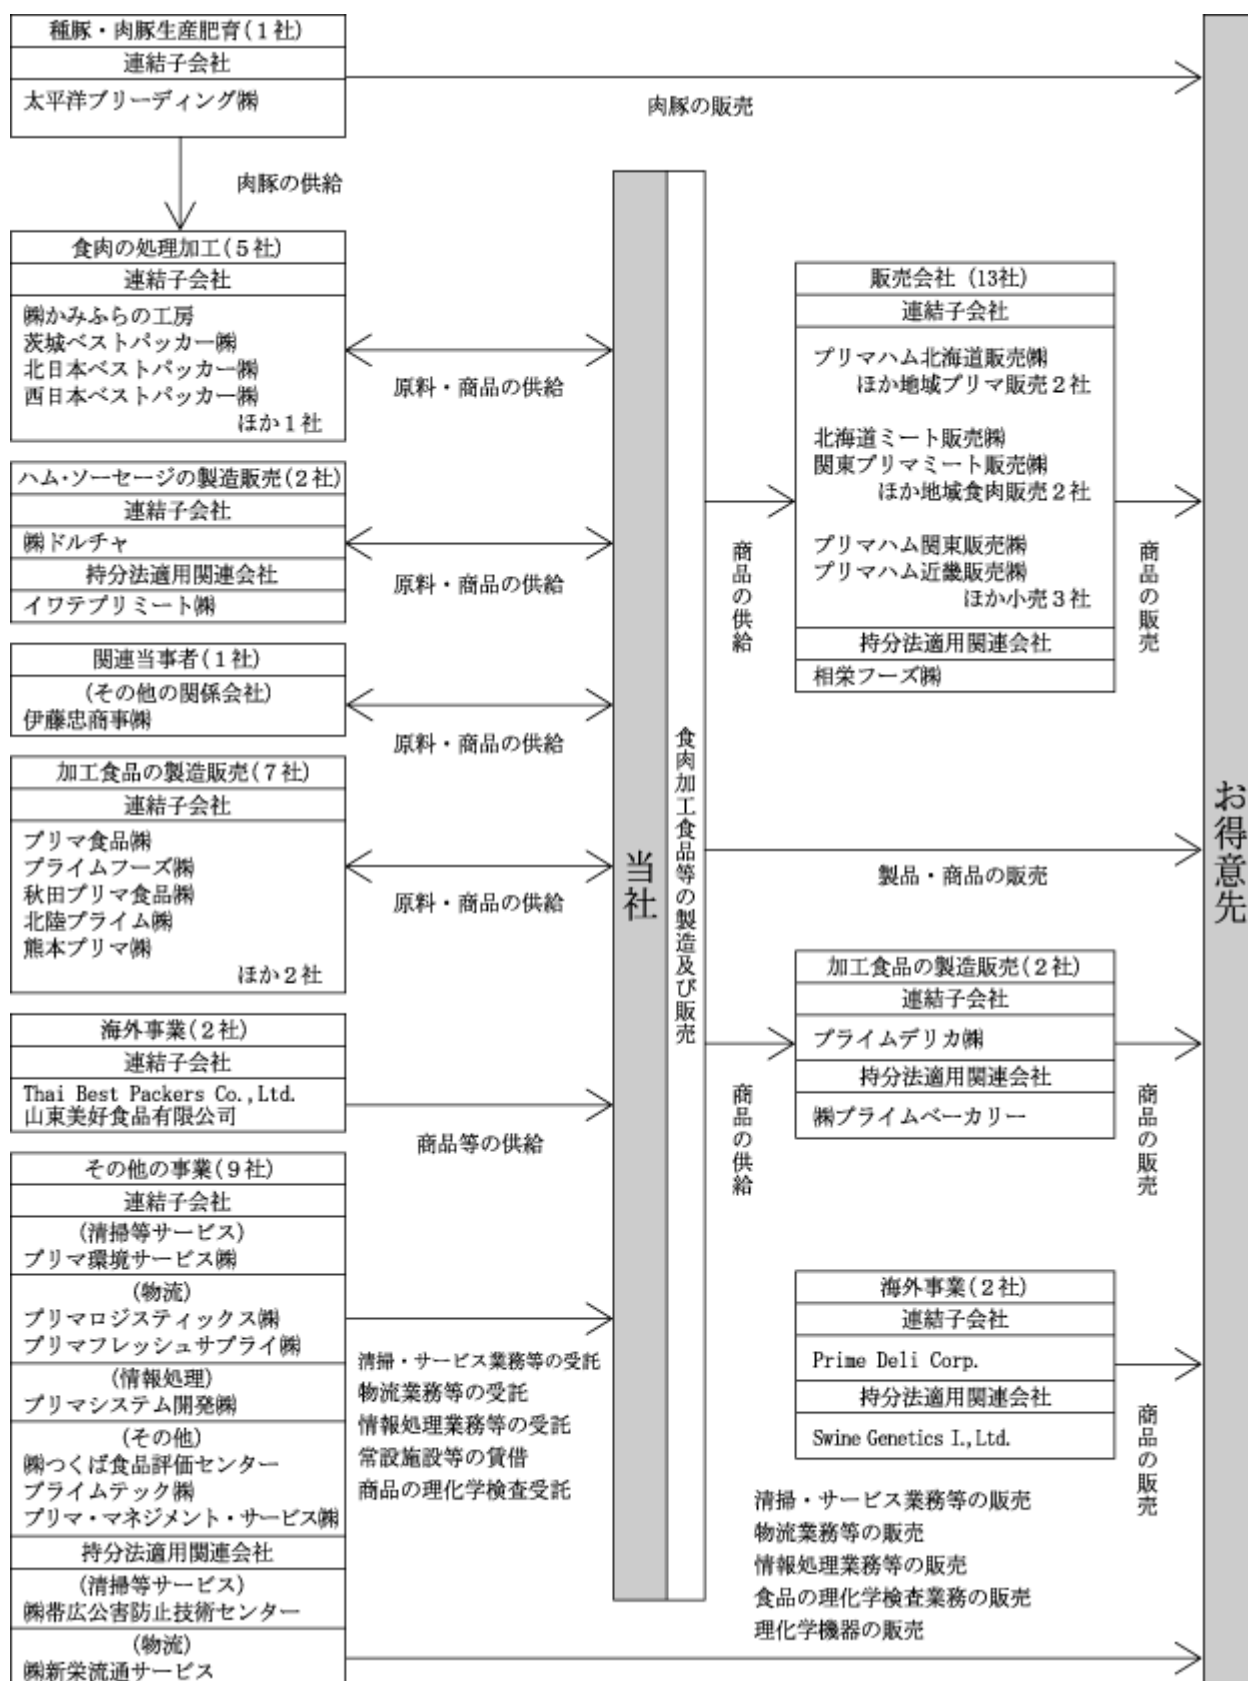 種豚・肉豚生産肥育(1社)
連結子会社
太平洋ブリーディング㈱
肉豚の販売
肉豚の供給
食肉の処理加工(5社)
連結子会社
㈱かみふらの工房
茨城ベストパッカー㈱
北日本ベストパッカー㈱
西日本ベストパッカー㈱
ほか1社
原料・商品の供給
ハム・ソーセージの製造販売(2社)
連結子会社
㈱ドルチャ
持分法適用関連会社
イワテプリミート㈱
原料・商品の供給
関連当事者(1社)
(その他の関係会社)
伊藤忠商事㈱
原料・商品の供給
加工食品の製造販売(7社)
連結子会社
プリマ食品㈱
プライムフーズ㈱
秋田プリマ食品㈱
北陸プライム㈱
熊本プリマ㈱
ほか2社
原料・商品の供給
海外事業(2社)
連結子会社
Thai Best Packers Co.,Ltd.
山東美好食品有限公司
商品等の供給
その他の事業(9社)
連結子会社
(清掃等サービス)
プリマ環境サービス㈱
(物流)
プリマロジスティックス㈱
プリマフレッシュサプライ㈱
(情報処理)
プリマシステム開発㈱
(その他)
㈱つくば食品評価センター
プライムテック㈱
プリマ・マネジメント・サービス㈱
持分法適用関連会社
(清掃等サービス)
㈱帯広公害防止技術センター
(物流)
㈱新栄流通サービス
清掃・サービス業務等の受託
物流業務等の受託
情報処理業務等の受託
常設施設等の賃借
商品の理化学検査受託
当社
食肉加工食品等の製造及び販売
商品の供給
販売会社(13社)
連結子会社
プリマハム北海道販売㈱
ほか地域プリマ販売2社
北海道ミート販売㈱
関東プリマミート販売㈱
ほか地域食肉販売2社
プリマハム関東販売㈱
プリマハム近畿販売㈱
ほか小売3社
持分法適用関連会社
相栄フーズ㈱
商品の販売
製品・商品の販売
商品の供給
加工食品の製造販売(2社)
連結子会社
プライムデリカ㈱
持分法適用関連会社
㈱プライムベーカリー
商品の販売
海外事業(2社)
連結子会社
Prime Deli Corp.
持分法適用関連会社
Swine Genetics I.,Ltd.
商品の販売
清掃・サービス業務等の販売
物流業務等の販売
情報処理業務等の販売
食品の理化学検査業務の販売
理化学機器の販売
お得意先